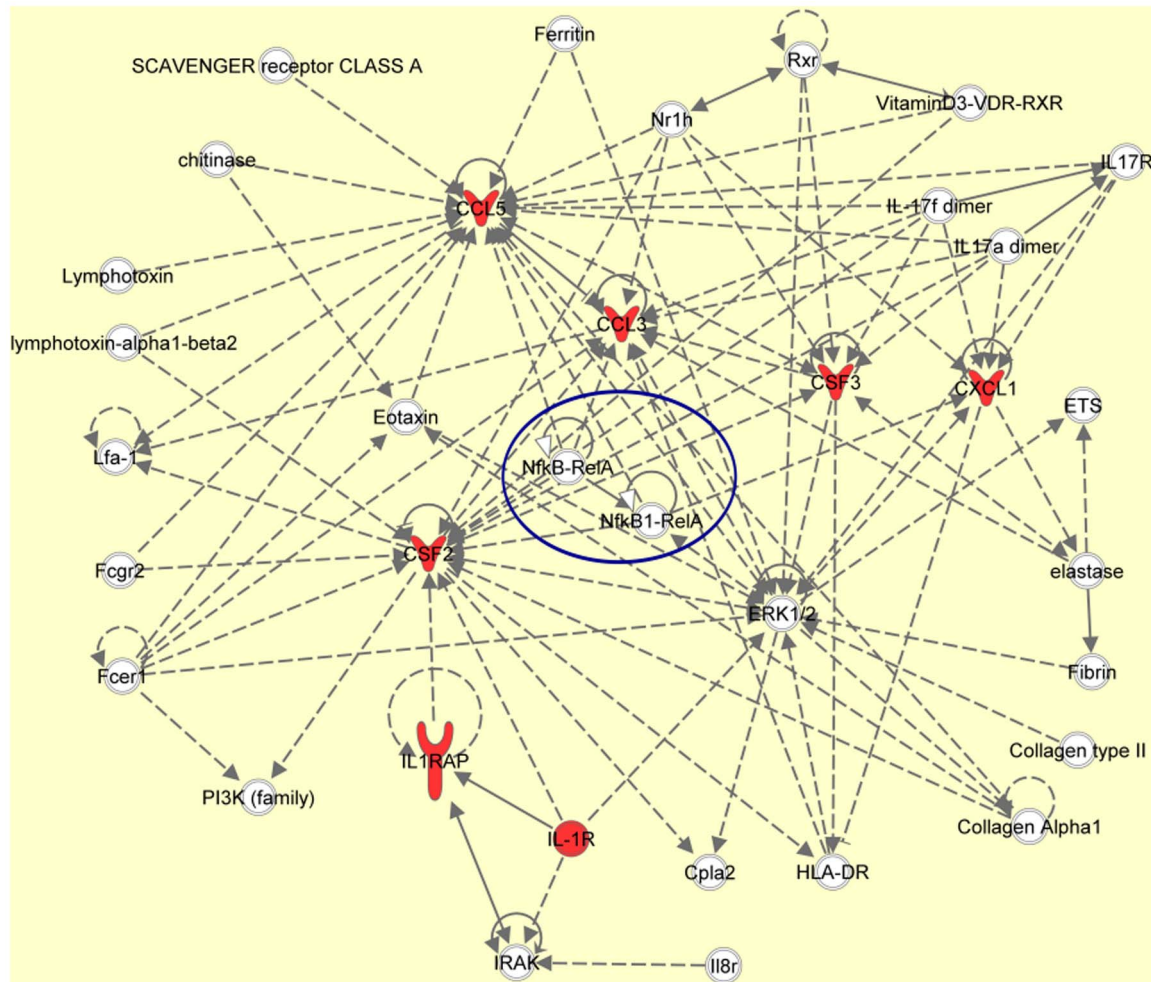 Ferritin
SCAVENGER receptor CLASS A
Rxr
VitaminD3-VDR-RXR
Nr1h
chitinase
IL17R
CCL5
IL-17f dimer
IL17a dimer
Lymphotoxin
CCL3
lymphotoxin-alpha1-beta2
CSF3
CXCL1
ETS
Eotaxin
Lfa-1
NfkB-RelA
NfkB1-RelA
CSF2
Fcgr2
elastase
ERK1/2
Fcer1
Fibrin
IL1RAP
Collagen type II
PI3K (family)
Collagen Alpha1
IL-1R
Cpla2
HLA-DR
IRAK
Il8r